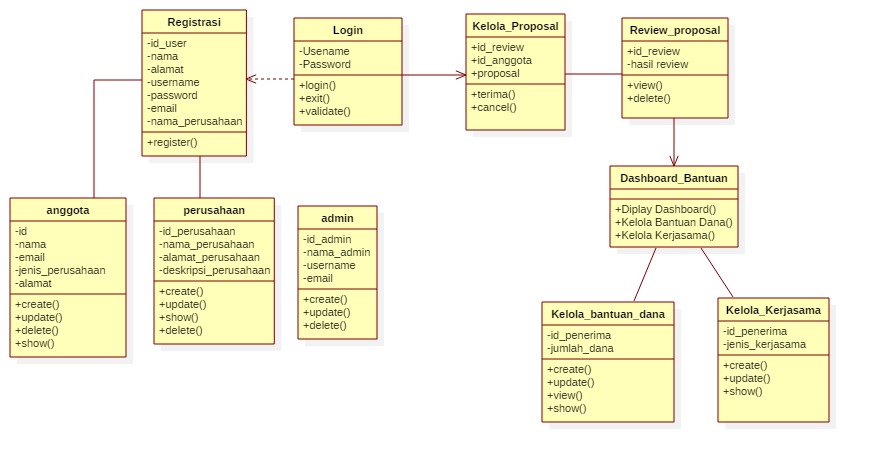 Registrasi
-id_user
-nama
-alamat
-username
-password
-email
-nama_perusahaan
+register()
Login
-Usename
-Password
+login()
+exit()
+validate()
Kelola_Proposal
+id_review
+id_anggota
+proposal
+terima()
+cancel()
Review_proposal
+id_review
-hasil review
+view()
+delete()
anggota
-id
-nama
-email
-jenis_perusahaan
-alamat
+create()
+update()
+delete()
+show()
perusahaan
-id_perusahaan
-nama_perusahaan
-alamat_perusahaan
-deskripsi_perusahaan
+create()
+update()
+show()
+delete()
admin
-id_admin
-nama_admin
-username
-email
+create()
+update()
+delete()
Dashboard_Bantuan
+Diplay Dashboard()
+Kelola Bantuan Dana()
+Kelola Kerjasama()
Kelola_bantuan_dana
-id_penerima
-jumlah_dana
+create()
+update()
+view()
+show()
Kelola_Kerjasama
-id_penerima
-jenis_kerjasama
+create()
+update()
+show()